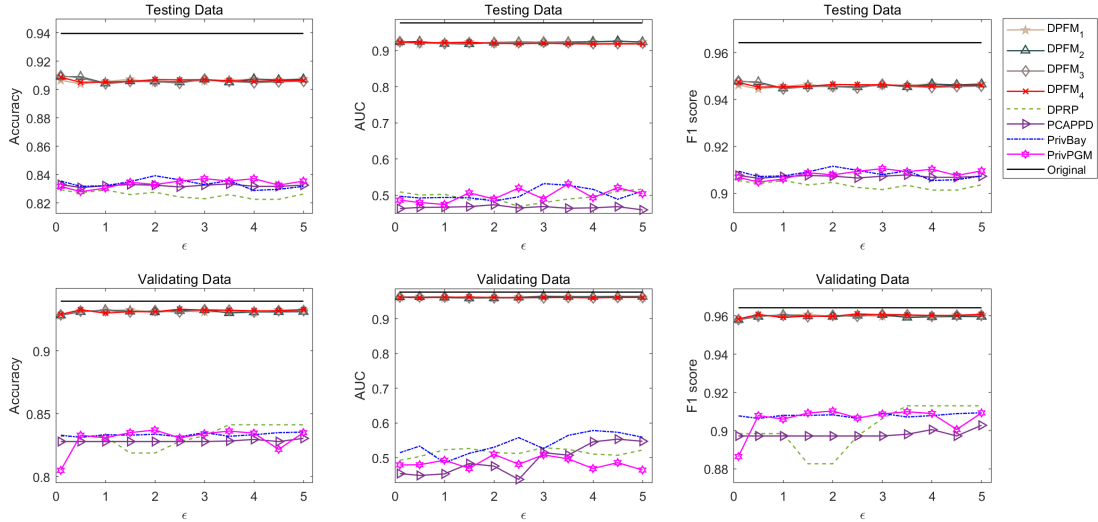 Testing Data
Accuracy
0.94
0.92
0.9
0.88
0.86
0.84
0.82
0 1 2 3 4 5
ϵ
Testing Data
AUC
0.9
0.8
0.7
0.6
0.5
0 1 2 3 4 5
ϵ
Testing Data
F1 score
0.96
0.94
0.92
0.9
0 1 2 3 4 5
ϵ
DPFM1
DPFM2
DPFM3
DPFM4
DPRP
PCAPPD
PrivBay
PrivPGM
Original
Validating Data
Accuracy
0.9
0.85
0.8
0 1 2 3 4 5
ϵ
Validating Data
AUC
0.9
0.8
0.7
0.6
0.5
0 1 2 3 4 5
ϵ
Validating Data
F1 score
0.96
0.94
0.92
0.9
0.88
0 1 2 3 4 5
ϵ